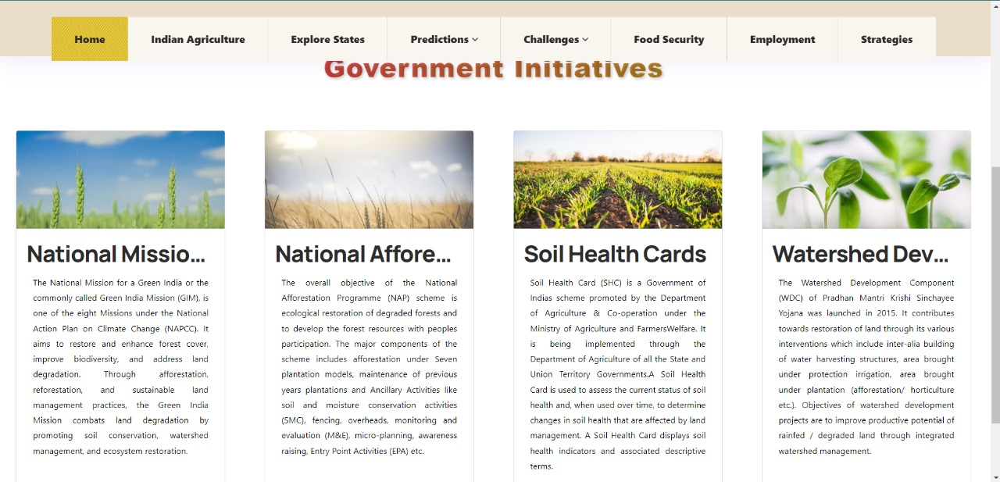 Home Indian Agriculture Explore States Predictions Challenges Food Security Employment Strategies
Government Initiatives
National Missio...
The National Mission for a Green India or the
commonly called Green India Mission (GIM), is
one of the eight Missions under the National
Action Plan on Climate Change (NAPCC). It
aims to restore and enhance forest cover,
improve biodiversity, and address land
degradation. Through afforestation,
reforestation, and sustainable land
management practices, the Green India
Mission combats land degradation by
promoting soil conservation, watershed
management, and ecosystem restoration.
National Affore...
The overall objective of the National
Afforestation Programme (NAP) scheme is
ecological restoration of degraded forests and
to develop the forest resources with peoples
participation. The major components of the
scheme includes afforestation under Seven
plantation models, maintenance of previous
years plantations and Ancillary Activities like
soil and moisture conservation activities
(SMC), fencing, overheads, monitoring and
evaluation (M&E), micro-planning, awareness
raising, Entry Point Activities (EPA) etc.
Soil Health Cards
Soil Health Card (SHC) is a Government of
Indias scheme promoted by the Department
of Agriculture & Co-operation under the
Ministry of Agriculture and FarmersWelfare. It
is being implemented through the
Department of Agriculture of all the State and
Union Territory Governments.A Soil Health
Card is used to assess the current status of soil
health and, when used over time, to determine
changes in soil health that are affected by land
management. A Soil Health Card displays soil
health indicators and associated descriptive
terms.
Watershed Dev...
The Watershed Development Component
(WDC) of Pradhan Mantri Krishi Sinchayee
Yojana was launched in 2015. It contributes
towards restoration of land through its various
interventions which include inter-alia building
of water harvesting structures, area brought
under protection irrigation, area brought
under plantation (afforestation/ horticulture
etc.). Objectives of watershed development
projects are to improve productive potential of
rainfed / degraded land through integrated
watershed management.